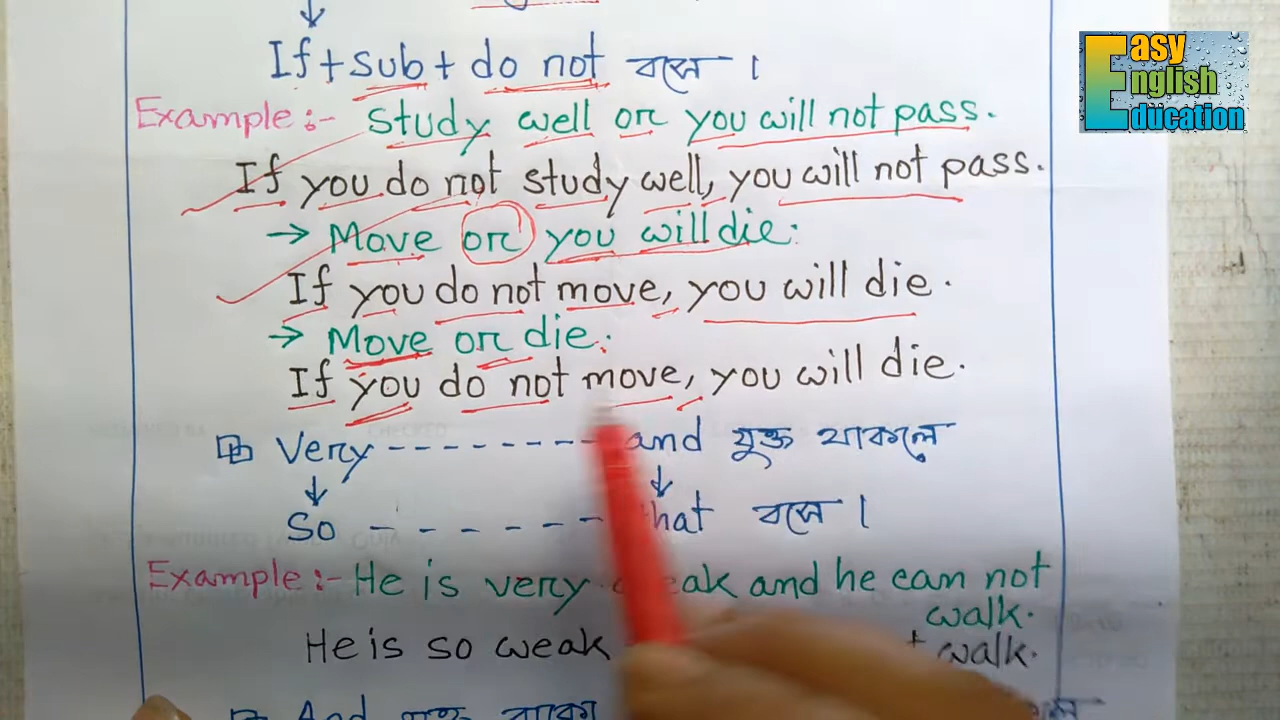 If + sub + do not বসে ।
Easy English Education
Example :- Study well or you will not pass.
If you do not study well, you will not pass.
→ Move or you will die.
If you do not move, you will die.
→ Move or die.
If you do not move, you will die.
Very ------- and যুক্ত থাকলে
So ------ that বসে ।
Example :- He is very weak and he can not
walk.
He is so weak walk.
And যুক্ত